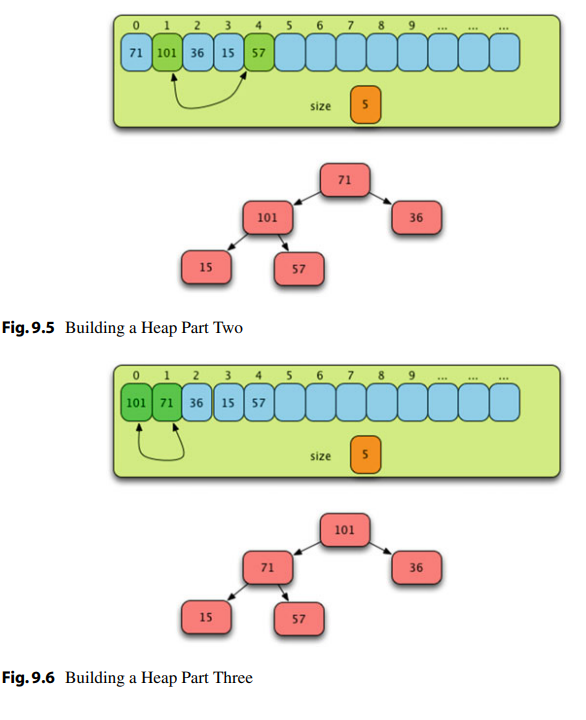 0 1 2 3 4 5 6 7 8 9 ... ... ...
71 101 36 15 57
size 5
71
101 36
15 57
Fig. 9.5 Building a Heap Part Two
0 1 2 3 4 5 6 7 8 9 ... ... ...
101 71 36 15 57
size 5
101
71 36
15 57
Fig. 9.6 Building a Heap Part Three